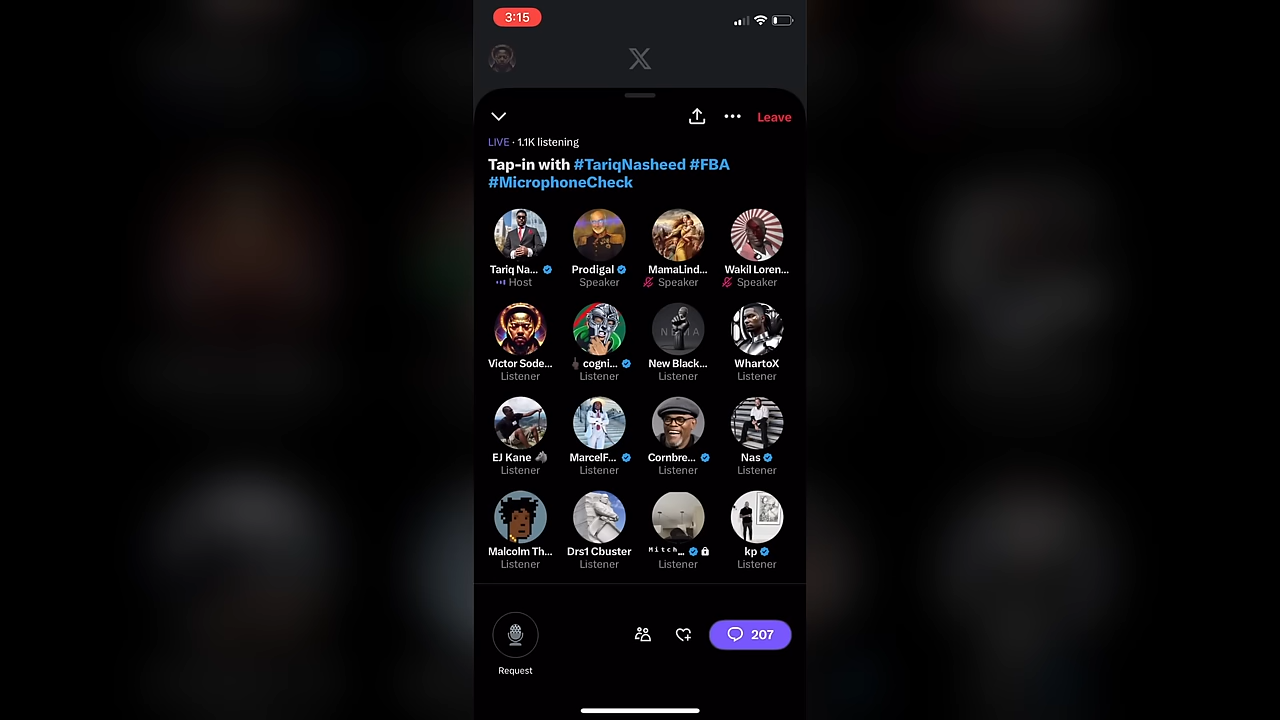 3:15
X
Leave
LIVE · 1.1K listening
Tap-in with #TariqNasheed #FBA
#MicrophoneCheck
Tariq Na... Prodigal MamaLind... Wakil Loren...
Host Speaker Speaker Speaker
NMA
Victor Sode... cogni... New Black... WhartoX
Listener Listener Listener Listener
EJ Kane MarcelF... Cornbre... Nas
Listener Listener Listener Listener
Malcolm Th... Drs1 Cbuster Mitch... kp
Listener Listener Listener Listener
207
Request